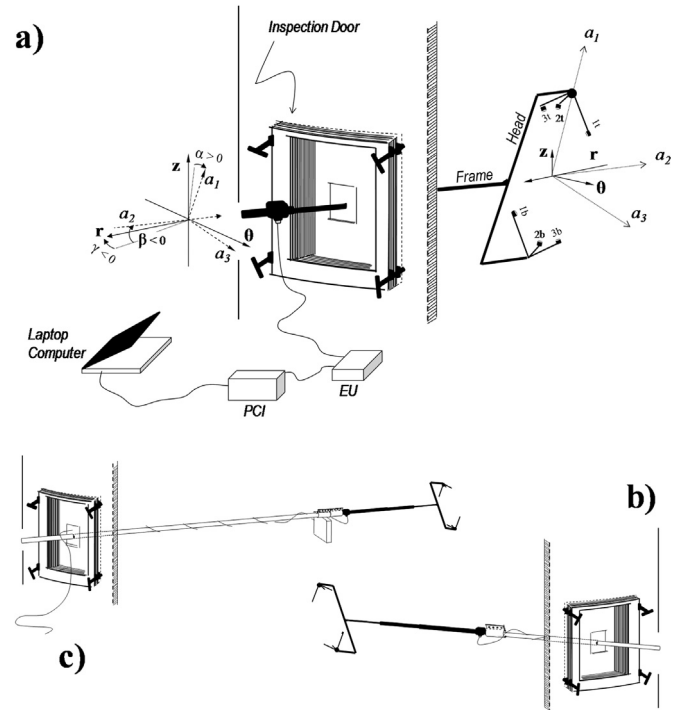 a)
Inspection Door
z
α>0
a₁
a₂
r
β<0
γ<0
θ
a₃
a₁
3t
2t
1t
Head
Frame
z
r
a₂
θ
a₃
1b
2b
3b
Laptop
Computer
PCI
EU
b)
c)